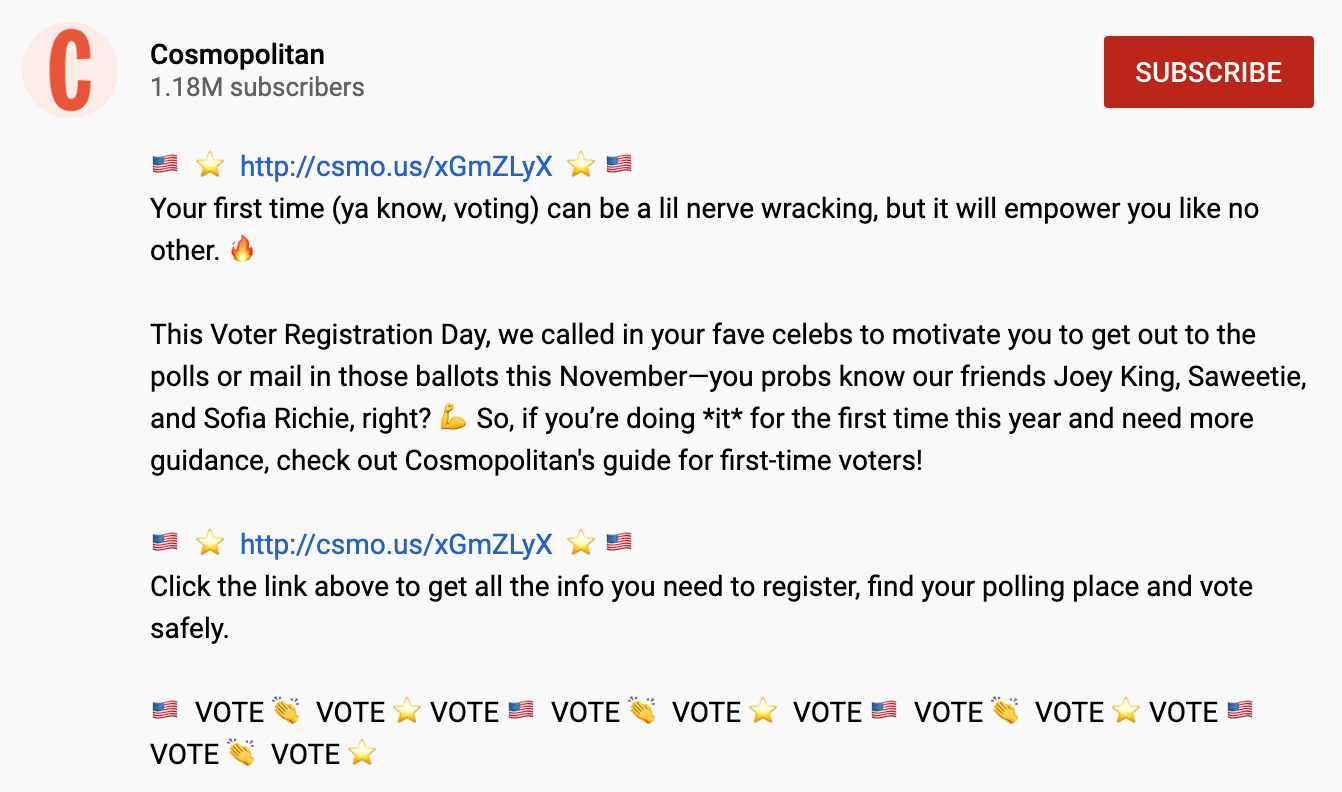 C
Cosmopolitan
1.18M subscribers
SUBSCRIBE
🇺🇸 ⭐ http://csmo.us/xGmZLyX ⭐ 🇺🇸
Your first time (ya know, voting) can be a lil nerve wracking, but it will empower you like no
other. 🔥
This Voter Registration Day, we called in your fave celebs to motivate you to get out to the
polls or mail in those ballots this November—you probs know our friends Joey King, Saweetie,
and Sofia Richie, right? 💪 So, if you’re doing *it* for the first time this year and need more
guidance, check out Cosmopolitan's guide for first-time voters!
🇺🇸 ⭐ http://csmo.us/xGmZLyX ⭐ 🇺🇸
Click the link above to get all the info you need to register, find your polling place and vote
safely.
🇺🇸 VOTE 👏 VOTE ⭐ VOTE 🇺🇸 VOTE 👏 VOTE ⭐ VOTE 🇺🇸 VOTE 👏 VOTE ⭐ VOTE 🇺🇸
VOTE 👏 VOTE ⭐